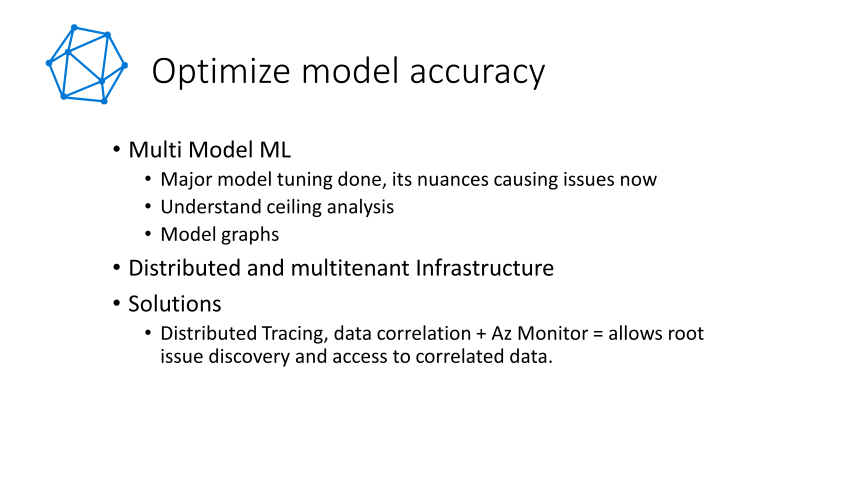 Optimize model accuracy
• Multi Model ML
• Major model tuning done, its nuances causing issues now
• Understand ceiling analysis
• Model graphs
• Distributed and multitenant Infrastructure
• Solutions
• Distributed Tracing, data correlation + Az Monitor = allows root
issue discovery and access to correlated data.